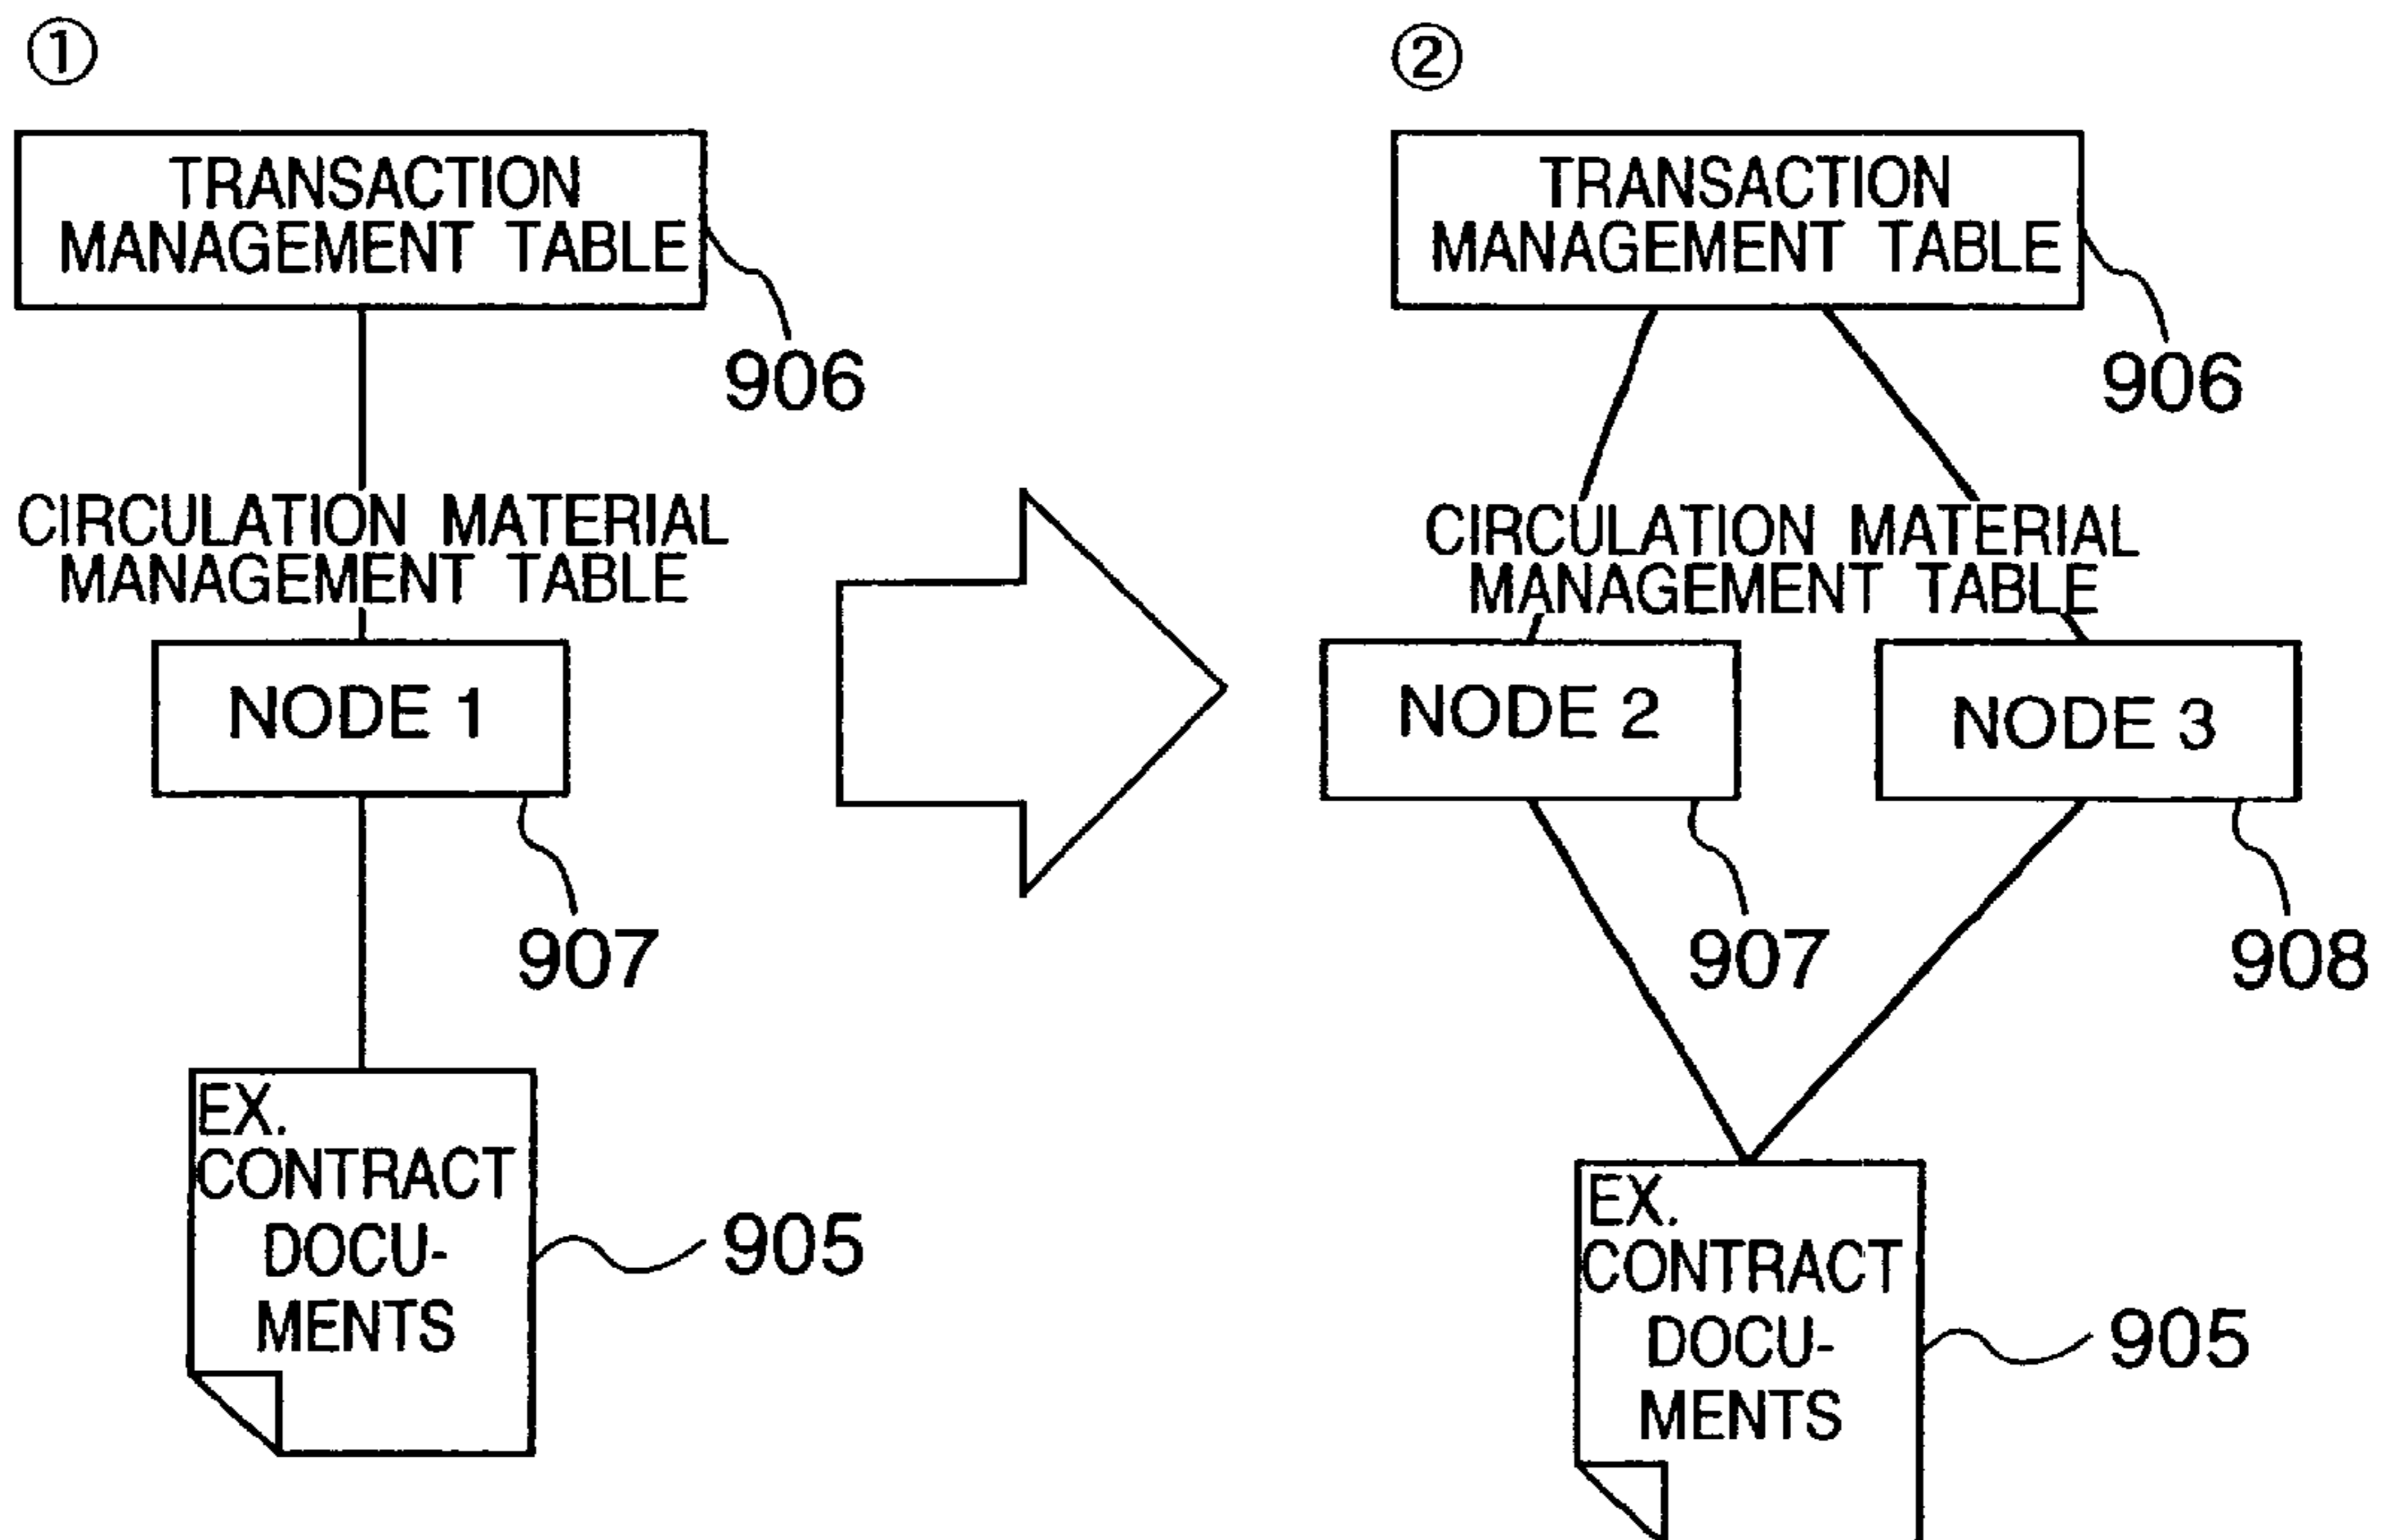 ①
TRANSACTION
MANAGEMENT TABLE
906
CIRCULATION MATERIAL
MANAGEMENT TABLE
NODE 1
907
EX.
CONTRACT
DOCU-
MENTS
905
②
TRANSACTION
MANAGEMENT TABLE
906
CIRCULATION MATERIAL
MANAGEMENT TABLE
NODE 2
NODE 3
907
908
EX.
CONTRACT
DOCU-
MENTS
905